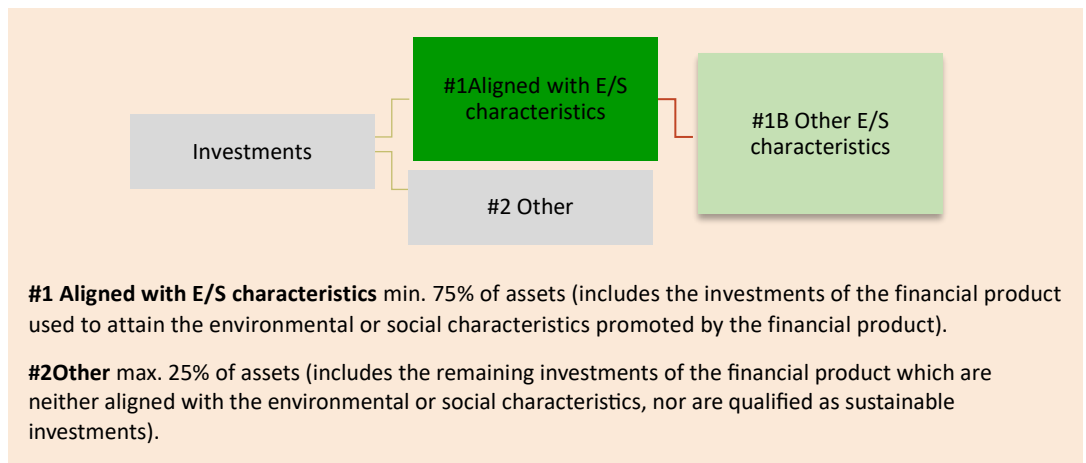 #1Aligned with E/S
characteristics
#1B Other E/S
characteristics
Investments
#2 Other
#1 Aligned with E/S characteristics min. 75% of assets (includes the investments of the financial product
used to attain the environmental or social characteristics promoted by the financial product).
#2Other max. 25% of assets (includes the remaining investments of the financial product which are
neither aligned with the environmental or social characteristics, nor are qualified as sustainable
investments).